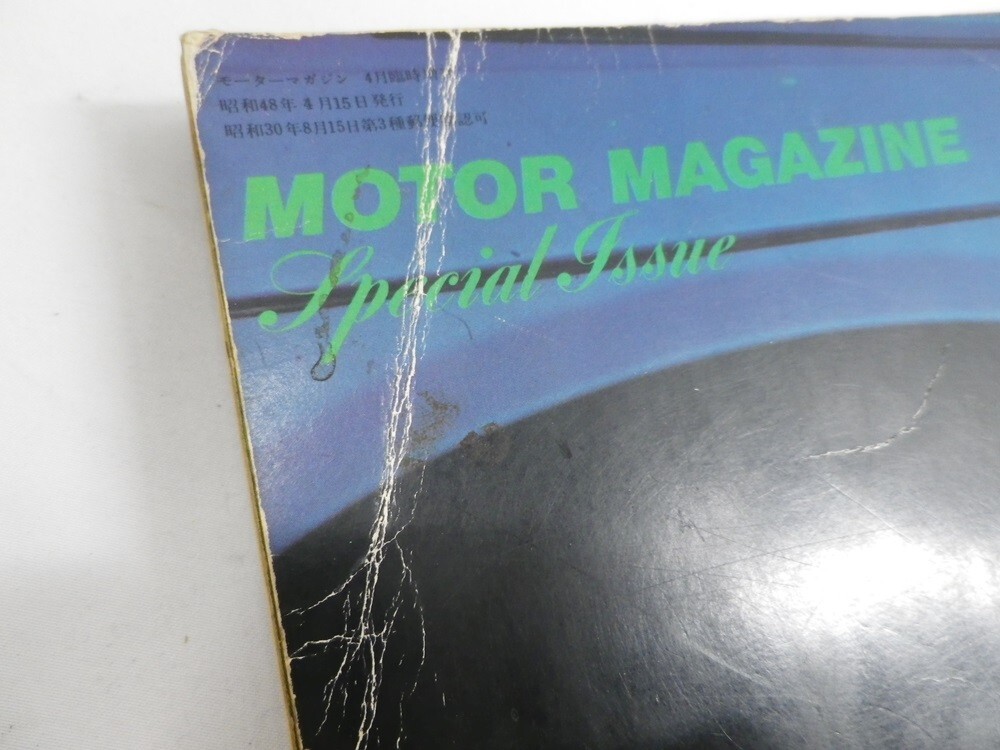 モーターマガジン 4月臨時増刊
昭和48年4月15日発行
昭和30年8月15日第3種郵便物認可
MOTOR MAGAZINE
Special Issue